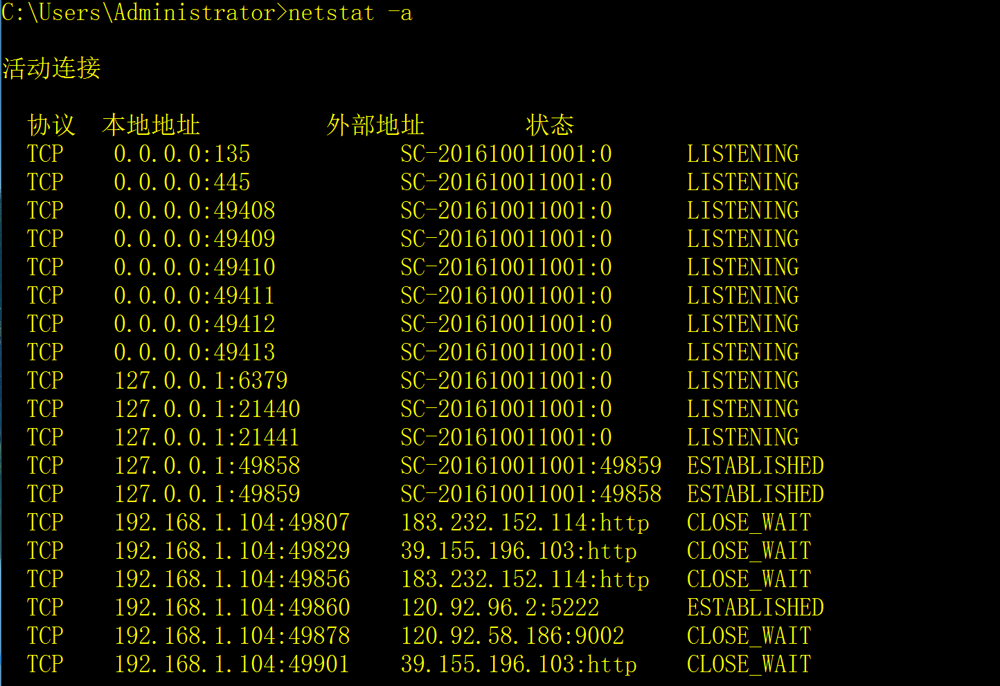 C:\Users\Administrator>netstat -a
活动连接
协议 本地地址 外部地址 状态
TCP 0.0.0.0:135 SC-201610011001:0 LISTENING
TCP 0.0.0.0:445 SC-201610011001:0 LISTENING
TCP 0.0.0.0:49408 SC-201610011001:0 LISTENING
TCP 0.0.0.0:49409 SC-201610011001:0 LISTENING
TCP 0.0.0.0:49410 SC-201610011001:0 LISTENING
TCP 0.0.0.0:49411 SC-201610011001:0 LISTENING
TCP 0.0.0.0:49412 SC-201610011001:0 LISTENING
TCP 0.0.0.0:49413 SC-201610011001:0 LISTENING
TCP 127.0.0.1:6379 SC-201610011001:0 LISTENING
TCP 127.0.0.1:21440 SC-201610011001:0 LISTENING
TCP 127.0.0.1:21441 SC-201610011001:0 LISTENING
TCP 127.0.0.1:49858 SC-201610011001:49859 ESTABLISHED
TCP 127.0.0.1:49859 SC-201610011001:49858 ESTABLISHED
TCP 192.168.1.104:49807 183.232.152.114:http CLOSE_WAIT
TCP 192.168.1.104:49829 39.155.196.103:http CLOSE_WAIT
TCP 192.168.1.104:49856 183.232.152.114:http CLOSE_WAIT
TCP 192.168.1.104:49860 120.92.96.2:5222 ESTABLISHED
TCP 192.168.1.104:49878 120.92.58.186:9002 CLOSE_WAIT
TCP 192.168.1.104:49901 39.155.196.103:http CLOSE_WAIT